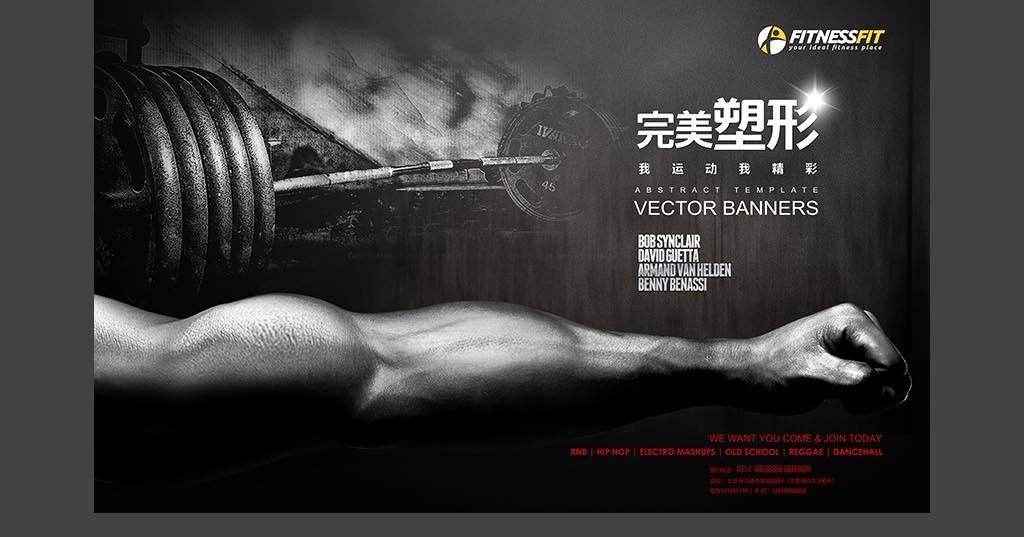 FITNESSFIT
your ideal fitness place
完美塑形
我运动我精彩
ABSTRACT TEMPLATE
VECTOR BANNERS
BOB SYNCLAIR
DAVID GUETTA
ARMAND VAN HELDEN
BENNY BENASSI
45
WE WANT YOU COME & JOIN TODAY
RNB | HIP HOP | ELECTRO MASHUPS | OLD SCHOOL | REGGAE | DANCEHALL